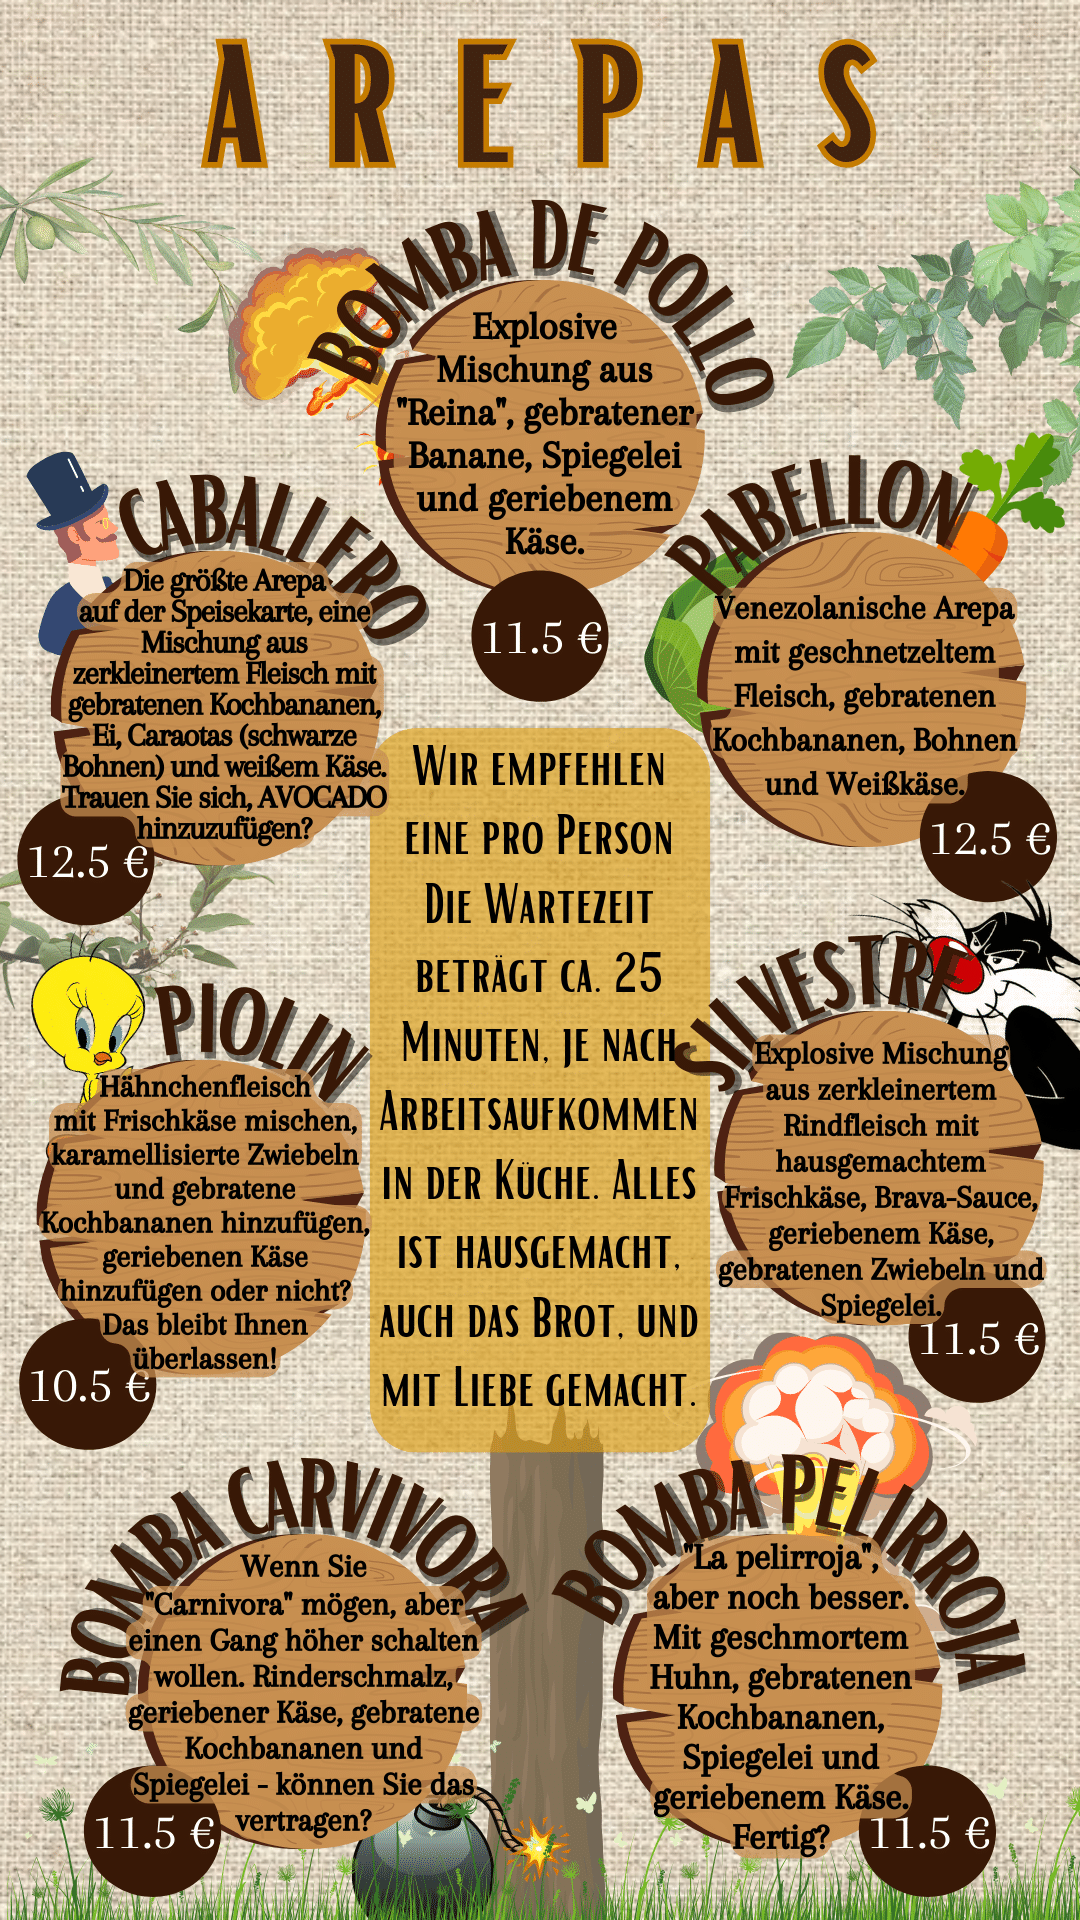 AREPAS
BOMBA DE POLLO
Explosive
Mischung aus
"Reina", gebratener
Banane, Spiegelei
und geriebenem
Käse.
11.5 €
CABALLERO
Die größte Arepa
auf der Speisekarte, eine
Mischung aus
zerkleinertem Fleisch mit
gebratenen Kochbananen,
Ei, Caraotas (schwarze
Bohnen) und weißem Käse.
Trauen Sie sich, AVOCADO
hinzuzufügen?
12.5 €
PABELLON
Venezolanische Arepa
mit geschnetzeltem
Fleisch, gebratenen
Kochbananen, Bohnen
und Weißkäse.
12.5 €
Wir empfehlen
eine pro Person
Die Wartezeit
beträgt ca. 25
Minuten, je nach
Arbeitsaufkommen
in der Küche. Alles
ist hausgemacht,
auch das Brot, und
mit Liebe gemacht.
PIOLIN
Hähnchenfleisch
mit Frischkäse mischen,
karamellisierte Zwiebeln
und gebratene
Kochbananen hinzufügen,
geriebenen Käse
hinzufügen oder nicht?
Das bleibt Ihnen
überlassen!
10.5 €
SILVESTRE
Explosive Mischung
aus zerkleinertem
Rindfleisch mit
hausgemachtem
Frischkäse, Brava-Sauce,
geriebenem Käse,
gebratenen Zwiebeln und
Spiegelei.
11.5 €
BOMBA CARVIVORA
Wenn Sie
"Carnivora" mögen, aber
einen Gang höher schalten
wollen. Rinderschmalz,
geriebener Käse, gebratene
Kochbananen und
Spiegelei - können Sie das
vertragen?
11.5 €
BOMBA PELIRROJA
"La pelirroja",
aber noch besser.
Mit geschmortem
Huhn, gebratenen
Kochbananen,
Spiegelei und
geriebenem Käse.
Fertig?
11.5 €